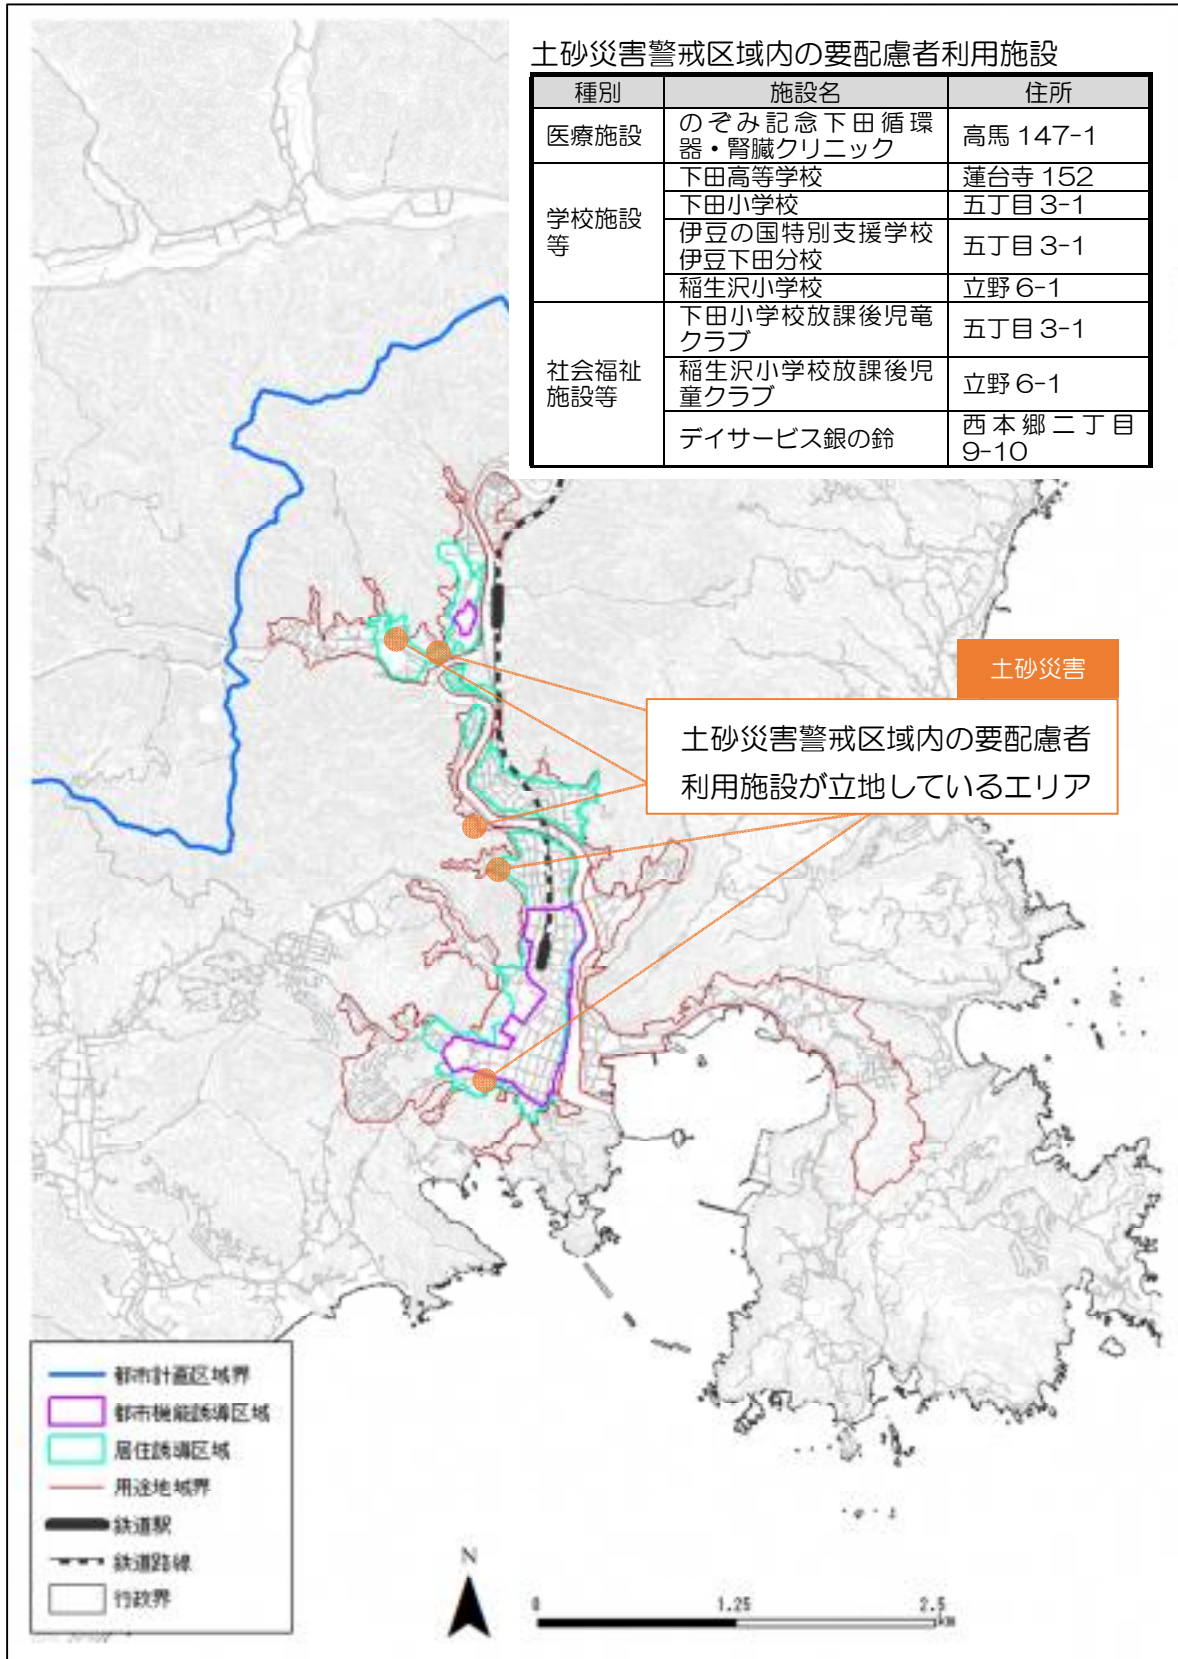 土砂災害警戒区域内の要配慮者利用施設
種別 施設名 住所
医療施設 のぞみ記念下田循環
器・腎臓クリニック 高馬 147-1
学校施設
等
下田高等学校 蓮台寺 152
下田小学校 五丁目 3-1
伊豆の国特別支援学校
伊豆下田分校 五丁目 3-1
稲生沢小学校 立野 6-1
社会福祉
施設等
下田小学校放課後児竜
クラブ 五丁目 3-1
稲生沢小学校放課後児
童クラブ 立野 6-1
デイサービス銀の鈴 西本郷二丁目
9-10
土砂災害
土砂災害警戒区域内の要配慮者
利用施設が立地しているエリア
都市計画区域界
都市機能誘導区域
居住誘導区域
用途地域界
鉄道駅
鉄道路線
行政界
N
0 1.25 2.5
km